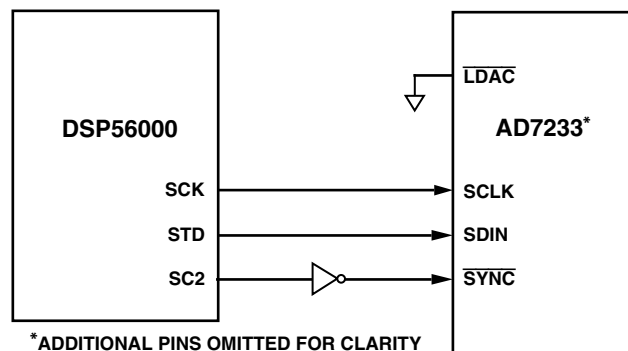 DSP56000
SCK
STD
SC2
LDAC
AD7233*
SCLK
SDIN
SYNC
*ADDITIONAL PINS OMITTED FOR CLARITY